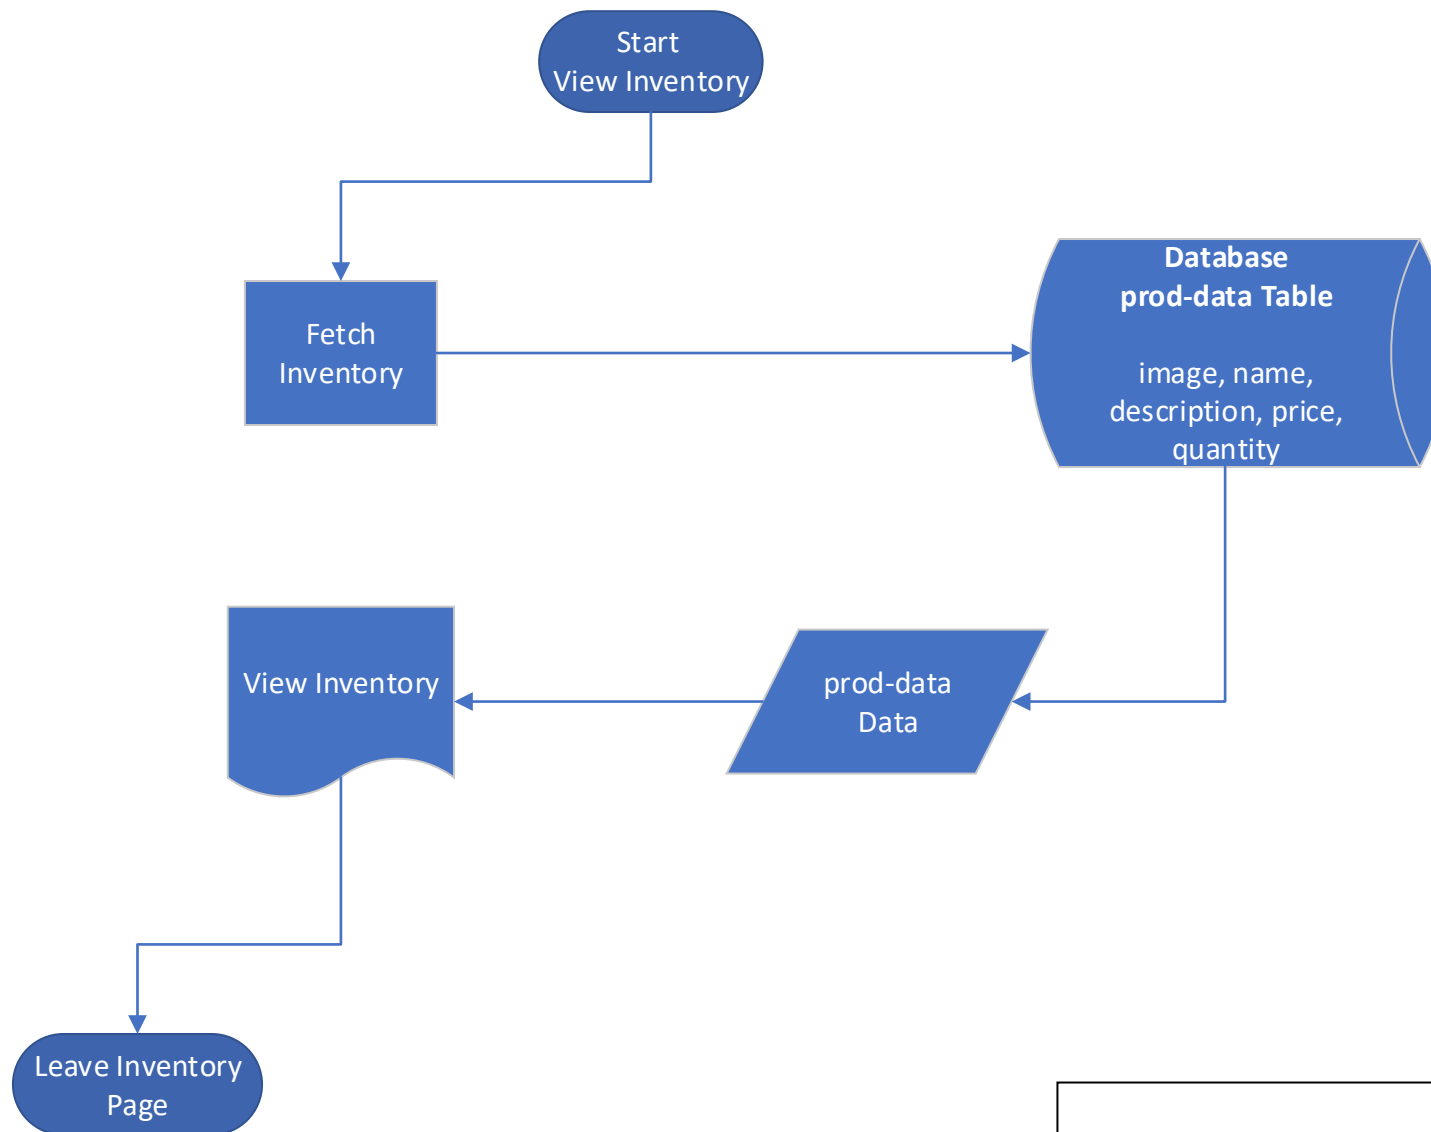 Start
View Inventory
Fetch
Inventory
Database
prod-data Table
image, name,
description, price,
quantity
View Inventory
prod-data
Data
Leave Inventory
Page